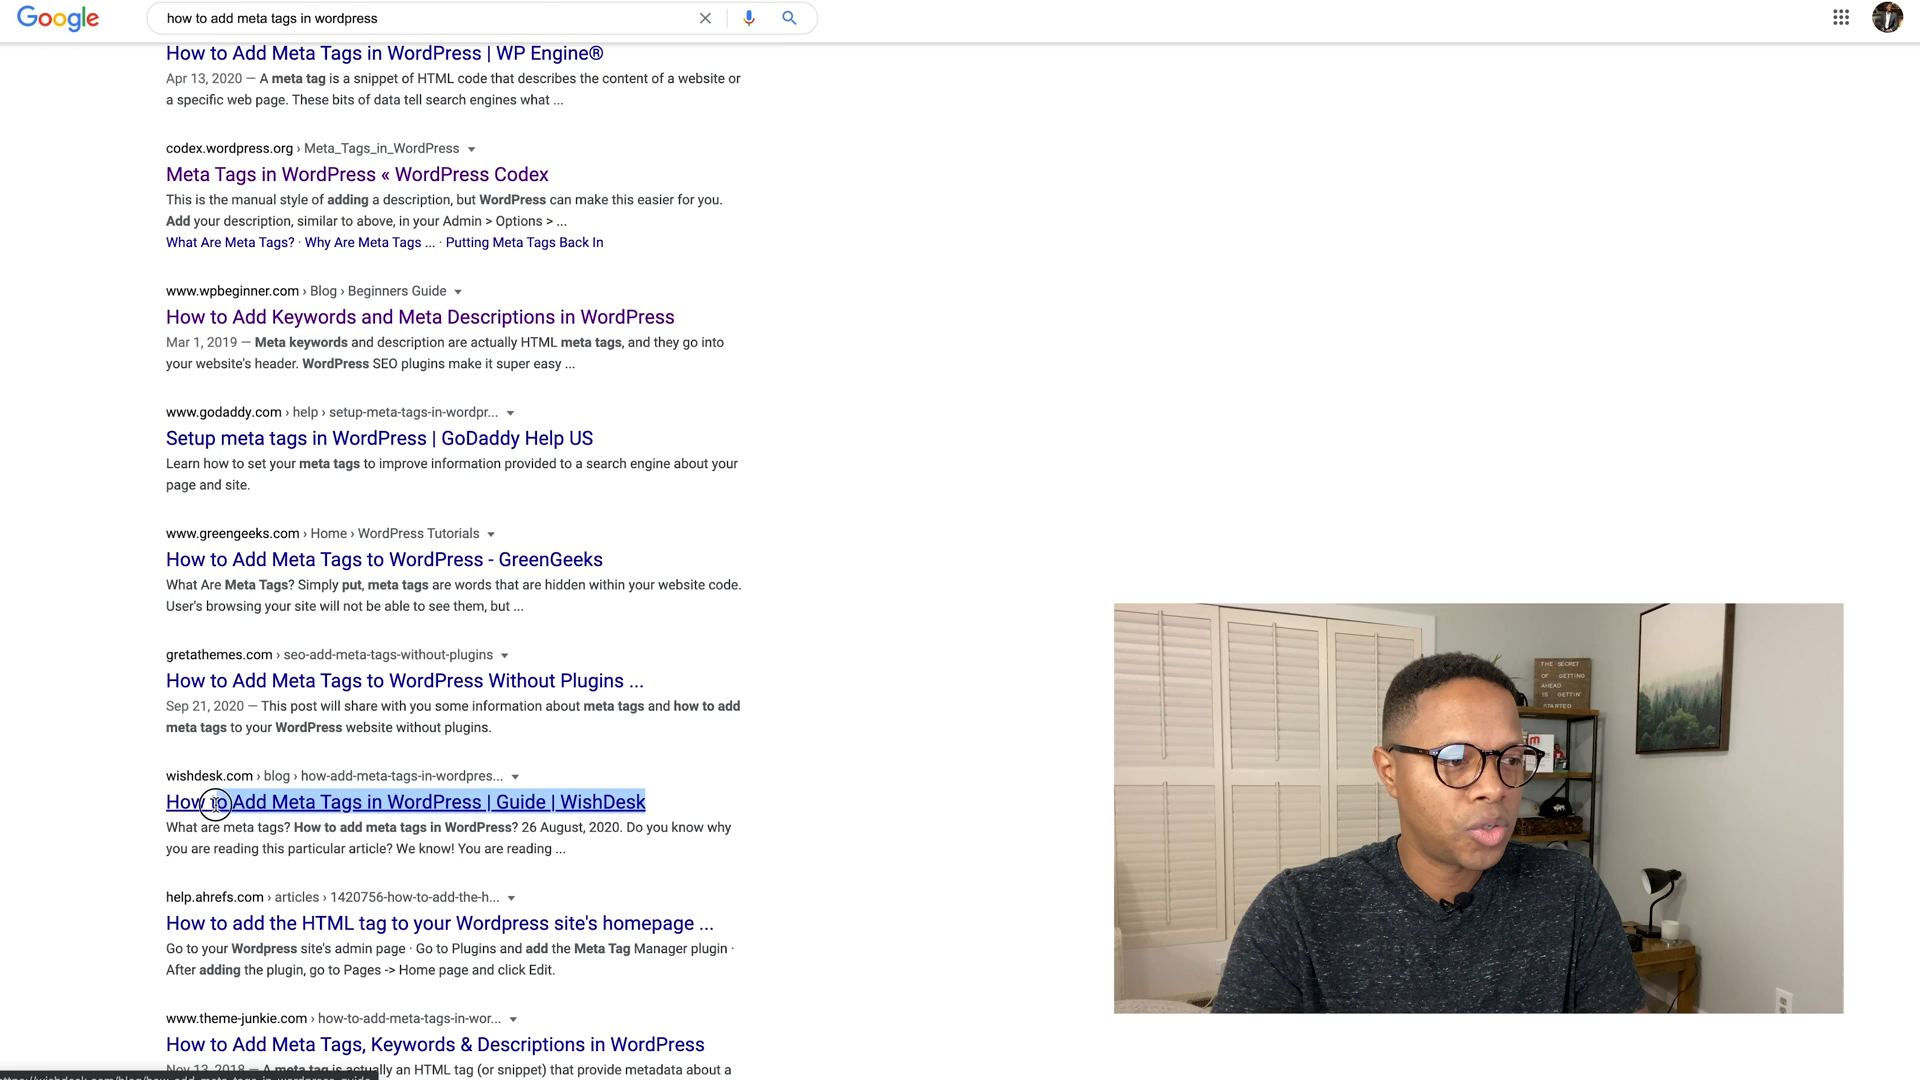 Google
how to add meta tags in wordpress
How to Add Meta Tags in WordPress | WP Engine®
Apr 13, 2020 — A meta tag is a snippet of HTML code that describes the content of a website or
a specific web page. These bits of data tell search engines what ...
codex.wordpress.org › Meta_Tags_in_WordPress
Meta Tags in WordPress « WordPress Codex
This is the manual style of adding a description, but WordPress can make this easier for you.
Add your description, similar to above, in your Admin > Options > ...
What Are Meta Tags? · Why Are Meta Tags ... · Putting Meta Tags Back In
www.wpbeginner.com › Blog › Beginners Guide
How to Add Keywords and Meta Descriptions in WordPress
Mar 1, 2019 — Meta keywords and description are actually HTML meta tags, and they go into
your website's header. WordPress SEO plugins make it super easy ...
www.godaddy.com › help › setup-meta-tags-in-wordpr...
Setup meta tags in WordPress | GoDaddy Help US
Learn how to set your meta tags to improve information provided to a search engine about your
page and site.
www.greengeeks.com › Home › WordPress Tutorials
How to Add Meta Tags to WordPress - GreenGeeks
What Are Meta Tags? Simply put, meta tags are words that are hidden within your website code.
User's browsing your site will not be able to see them, but ...
gretathemes.com › seo-add-meta-tags-without-plugins
How to Add Meta Tags to WordPress Without Plugins ...
Sep 21, 2020 — This post will share with you some information about meta tags and how to add
meta tags to your WordPress website without plugins.
wishdesk.com › blog › how-add-meta-tags-in-wordpres...
How to Add Meta Tags in WordPress | Guide | WishDesk
What are meta tags? How to add meta tags in WordPress? 26 August, 2020. Do you know why
you are reading this particular article? We know! You are reading ...
help.ahrefs.com › articles › 1420756-how-to-add-the-h...
How to add the HTML tag to your Wordpress site's homepage ...
Go to your Wordpress site's admin page · Go to Plugins and add the Meta Tag Manager plugin ·
After adding the plugin, go to Pages -> Home page and click Edit.
www.theme-junkie.com › how-to-add-meta-tags-in-wor...
How to Add Meta Tags, Keywords & Descriptions in WordPress
Nov 13, 2018 — A meta tag is actually an HTML tag (or snippet) that provide metadata about a
THE SECRET
OF GETTING
AHEAD
IS GETTIN'
STARTED